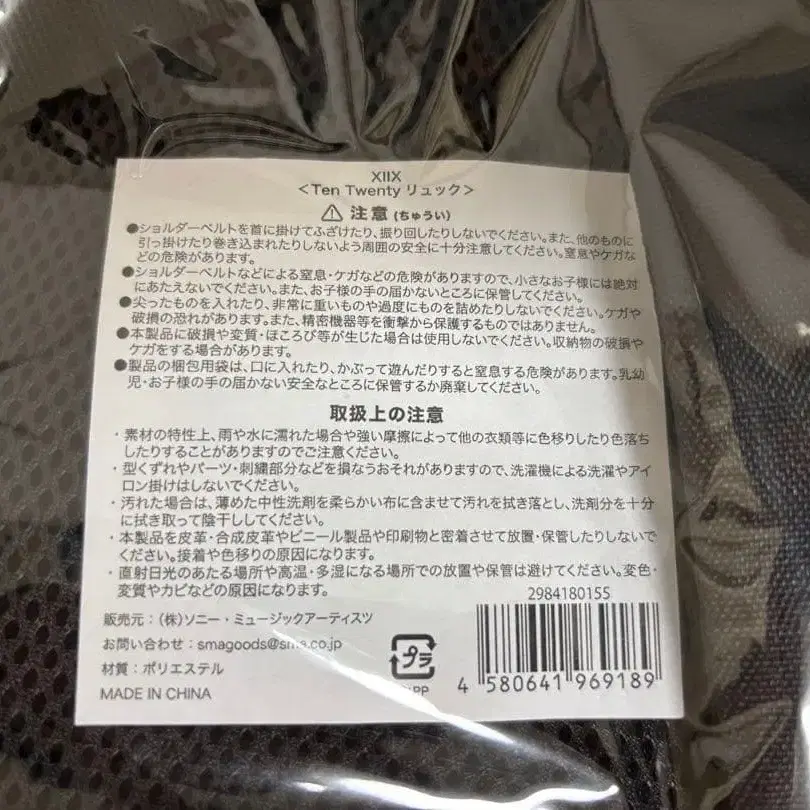 XIIX
<Ten Twenty リュック>
⚠ 注意 (ちゅうい)
●ショルダーベルトを首に掛けてふざけたり、振り回したりしないでください。また、他のものに
引っ掛けたり巻き込まれたりしないよう周囲の安全に十分注意してください。窒息やケガな
どの危険があります。
●ショルダーベルトなどによる窒息・ケガなどの危険がありますので、小さなお子様には絶対
にあたえないでください。また、お子様の手の届かないところに保管してください。
●尖ったものを入れたり、非常に重いものや過度にものを詰めたりしないでください。ケガや
破損の恐れがあります。また、精密機器等を衝撃から保護するものではありません。
●本製品に破損や変質・ほころび等が生じた場合は使用しないでください。収納物の破損や
ケガをする場合があります。
●製品の梱包用袋は、口に入れたり、かぶって遊んだりすると窒息する危険があります。乳幼
児・お子様の手の届かない安全なところに保管するか廃棄してください。
取扱上の注意
・素材の特性上、雨や水に濡れた場合や強い摩擦によって他の衣類等に色移りしたり色落ち
したりすることがありますのでご注意ください。
・型くずれやパーツ・刺繍部分などを損なうおそれがありますので、洗濯機による洗濯やアイ
ロン掛けはしないでください。
・汚れた場合は、薄めた中性洗剤を柔らかい布に含ませて汚れを拭き落とし、洗剤分を十分
に拭き取って陰干ししてください。
・本製品を皮革・合成皮革やビニール製品や印刷物と密着させて放置・保管したりしないでく
ださい。接着や色移りの原因になります。
・直射日光のあたる場所や高温・多湿になる場所での放置や保管は避けてください。変色・
変質やカビなどの原因になります。
販売元：(株)ソニー・ミュージックアーティスツ
お問い合わせ：smagoods@sma.co.jp
材質：ポリエステル
MADE IN CHINA
プラ
PP
2984180155
4 580641 969189